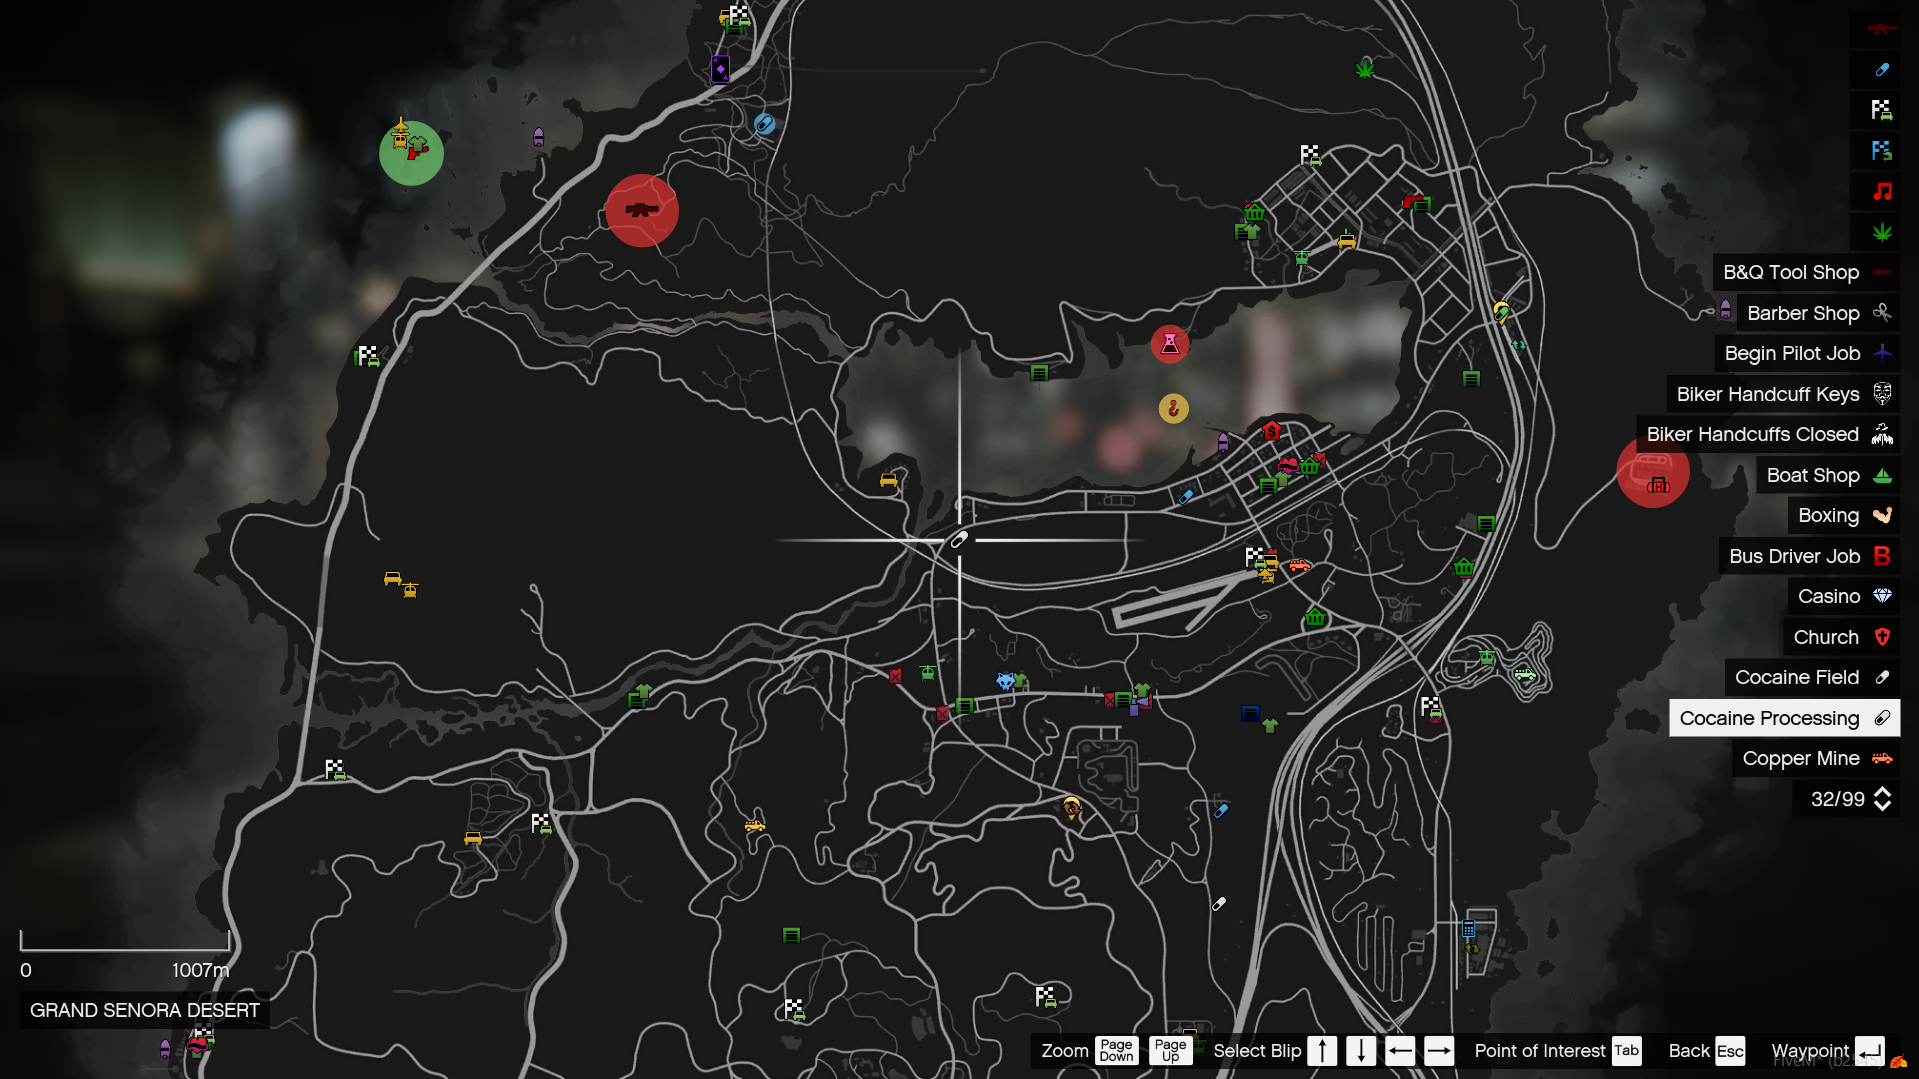 B&Q Tool Shop
Barber Shop
Begin Pilot Job
Biker Handcuff Keys
Biker Handcuffs Closed
Boat Shop
Boxing
Bus Driver Job B
Casino
Church
Cocaine Field
Cocaine Processing
Copper Mine
32/99
0 1007m
GRAND SENORA DESERT
Zoom Page Down Page Up Select Blip ↑ ↓ ← → Point of Interest Tab Back Esc Waypoint